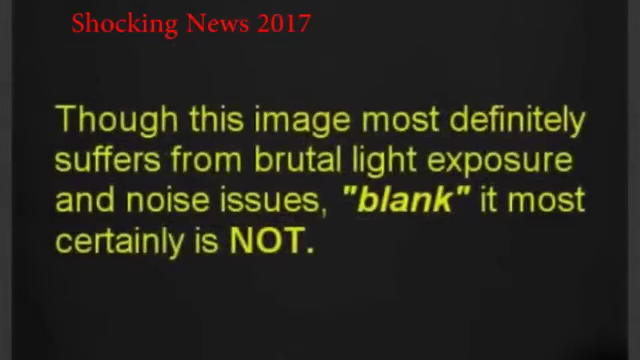 Shocking News 2017
Though this image most definitely
suffers from brutal light exposure
and noise issues, "blank" it most
certainly is NOT.